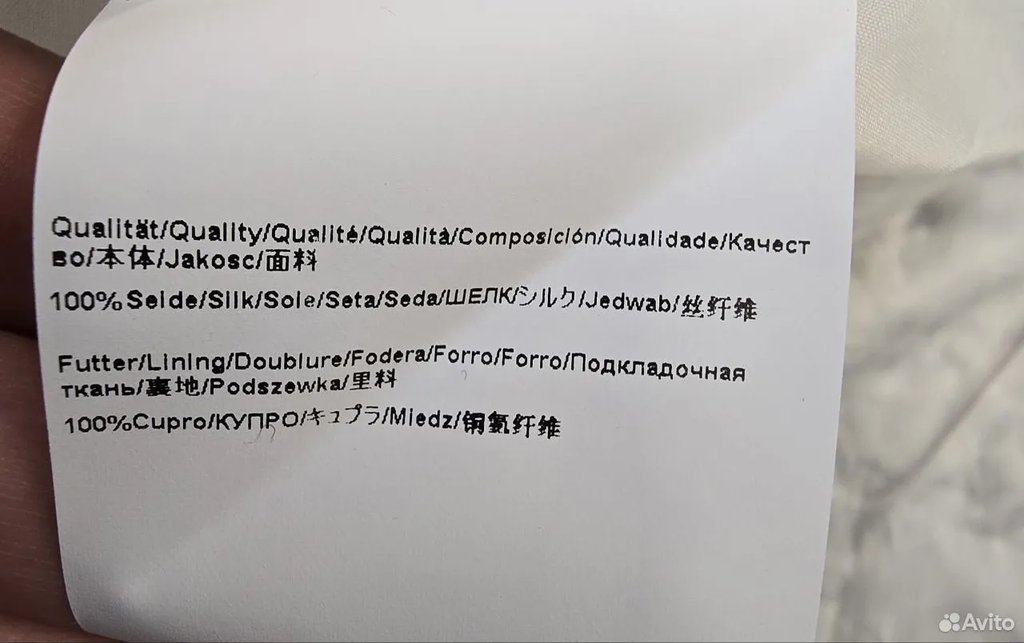 Qualität/Quality/Qualité/Qualità/Composición/Qualidade/Качест
во/本体/Jakosc/面料
100% Seide/Silk/Soie/Seta/Seda/ШЕЛК/シルク/Jedwab/丝纤维
Futter/Lining/Doublure/Fodera/Forro/Forro/Подкладочная
ткань/裏地/Podszewka/里料
100%Cupro/КУПРО/キュプラ/Miedz/铜氨纤维
Avito